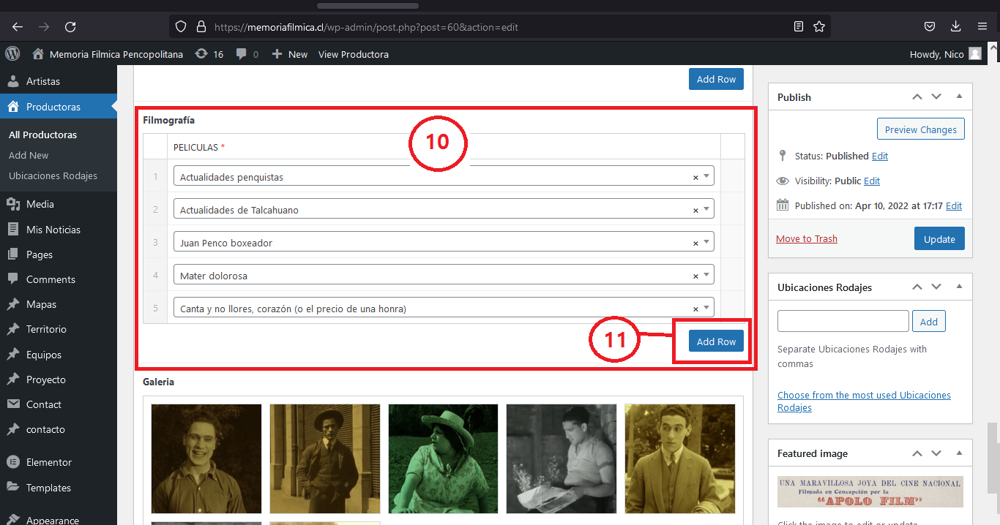 https://memoriafilmica.cl/wp-admin/post.php?post=60&action=edit
Memoria Filmica Pencopolitana 16 0 New View Productora Howdy, Nico
Artistas
Productoras
All Productoras
Add New
Ubicaciones Rodajes
Media
Mis Noticias
Pages
Comments
Mapas
Territorio
Equipos
Proyecto
Contact
contacto
Elementor
Templates
Appearance
Add Row
Filmografía
10
PELICULAS *
1 Actualidades penquistas ×
2 Actualidades de Talcahuano ×
3 Juan Penco boxeador ×
4 Mater dolorosa ×
5 Canta y no llores, corazón (o el precio de una honra) ×
11
Add Row
Galeria
Publish
Preview Changes
Status: Published Edit
Visibility: Public Edit
Published on: Apr 10, 2022 at 17:17 Edit
Move to Trash Update
Ubicaciones Rodajes
Add
Separate Ubicaciones Rodajes with
commas
Choose from the most used Ubicaciones
Rodajes
Featured image
UNA MARAVILLOSA JOYA DEL CINE NACIONAL
Filmada en Concepción por la
“APOLO FILM”
Click the image to edit or update